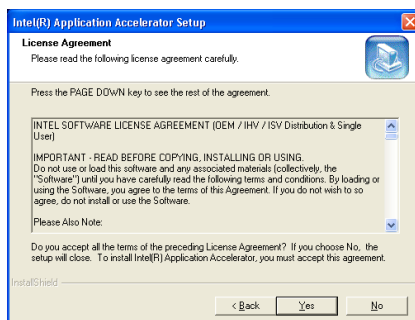 Intel(R) Application Accelerator Setup
License Agreement
Please read the following license agreement carefully.
Press the PAGE DOWN key to see the rest of the agreement.
INTEL SOFTWARE LICENSE AGREEMENT (OEM / IHV / ISV Distribution & Single
User)
IMPORTANT - READ BEFORE COPYING, INSTALLING OR USING.
Do not use or load this software and any associated materials (collectively, the
"Software") until you have carefully read the following terms and conditions. By loading or
using the Software, you agree to the terms of this Agreement. If you do not wish to so
agree, do not install or use the Software.
Please Also Note:
Do you accept all the terms of the preceding License Agreement? If you choose No, the
setup will close. To install Intel(R) Application Accelerator, you must accept this agreement.
InstallShield
< Back
Yes
No